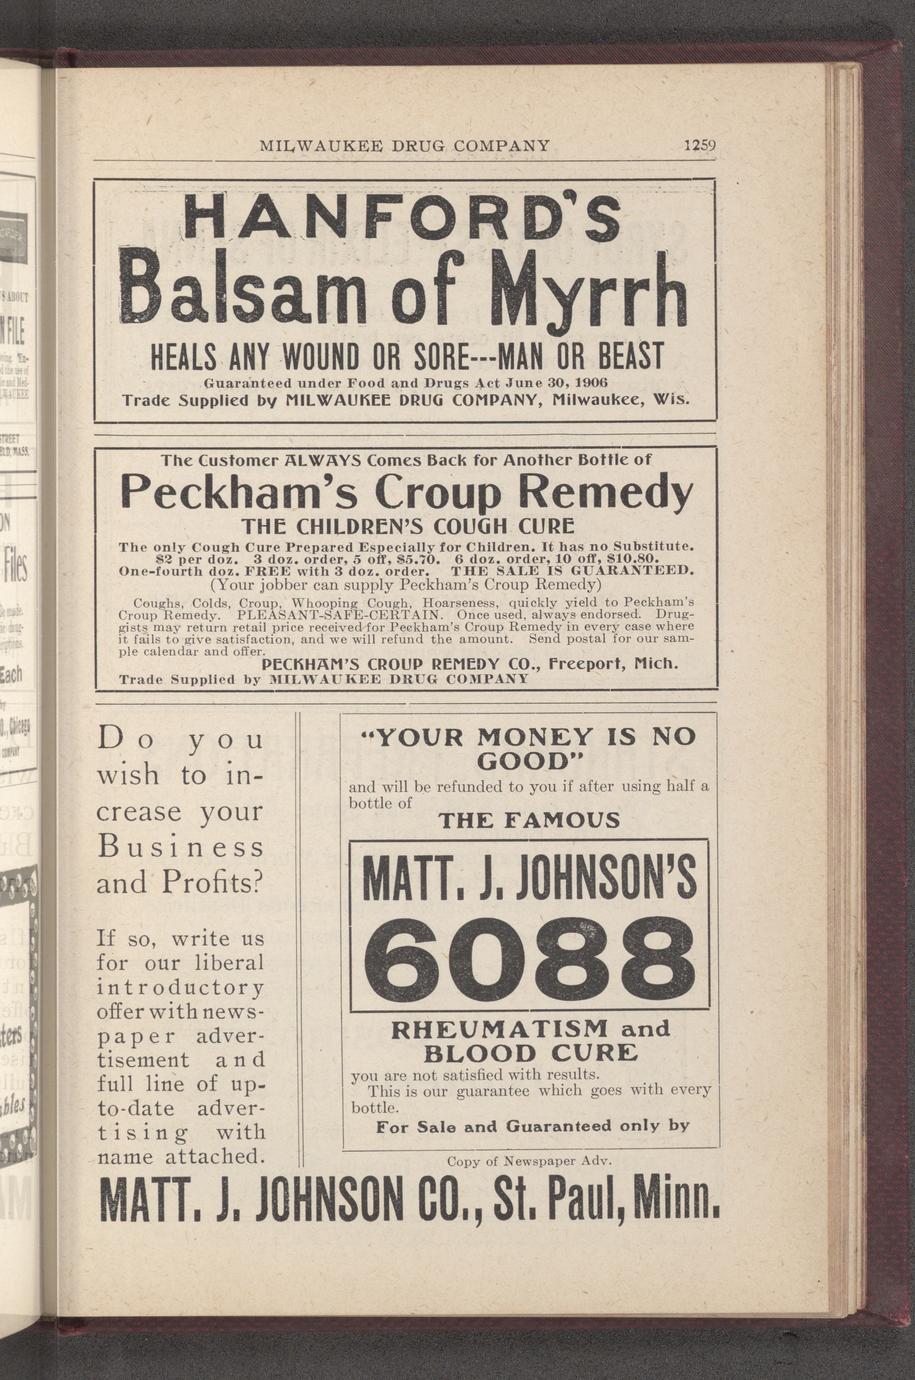 MILWAUKEE DRUG COMPANY 1259
HANFORD'S
Balsam of Myrrh
HEALS ANY WOUND OR SORE---MAN OR BEAST
Guaranteed under Food and Drugs Act June 30, 1906
Trade Supplied by MILWAUKEE DRUG COMPANY, Milwaukee, Wis.
The Customer ALWAYS Comes Back for Another Bottle of
Peckham's Croup Remedy
THE CHILDREN'S COUGH CURE
The only Cough Cure Prepared Especially for Children. It has no Substitute.
$2 per doz. 3 doz. order, 5 off, $5.70. 6 doz. order, 10 off, $10.80.
One-fourth doz. FREE with 3 doz. order. THE SALE IS GUARANTEED.
(Your jobber can supply Peckham's Croup Remedy)
Coughs, Colds, Croup, Whooping Cough, Hoarseness, quickly yield to Peckham's
Croup Remedy. PLEASANT-SAFE-CERTAIN. Once used, always endorsed. Drug-
gists may return retail price received for Peckham's Croup Remedy in every case where
it fails to give satisfaction, and we will refund the amount. Send postal for our sam-
ple calendar and offer.
PECKHAM'S CROUP REMEDY CO., Freeport, Mich.
Trade Supplied by MILWAUKEE DRUG COMPANY
Do you
wish to in-
crease your
Business
and Profits?
If so, write us
for our liberal
introductory
offer with news-
paper adver-
tisement and
full line of up-
to-date adver-
tising with
name attached.
"YOUR MONEY IS NO
GOOD"
and will be refunded to you if after using half a
bottle of
THE FAMOUS
MATT. J. JOHNSON'S
6088
RHEUMATISM and
BLOOD CURE
you are not satisfied with results.
This is our guarantee which goes with every
bottle.
For Sale and Guaranteed only by
Copy of Newspaper Adv.
MATT. J. JOHNSON CO., St. Paul, Minn.